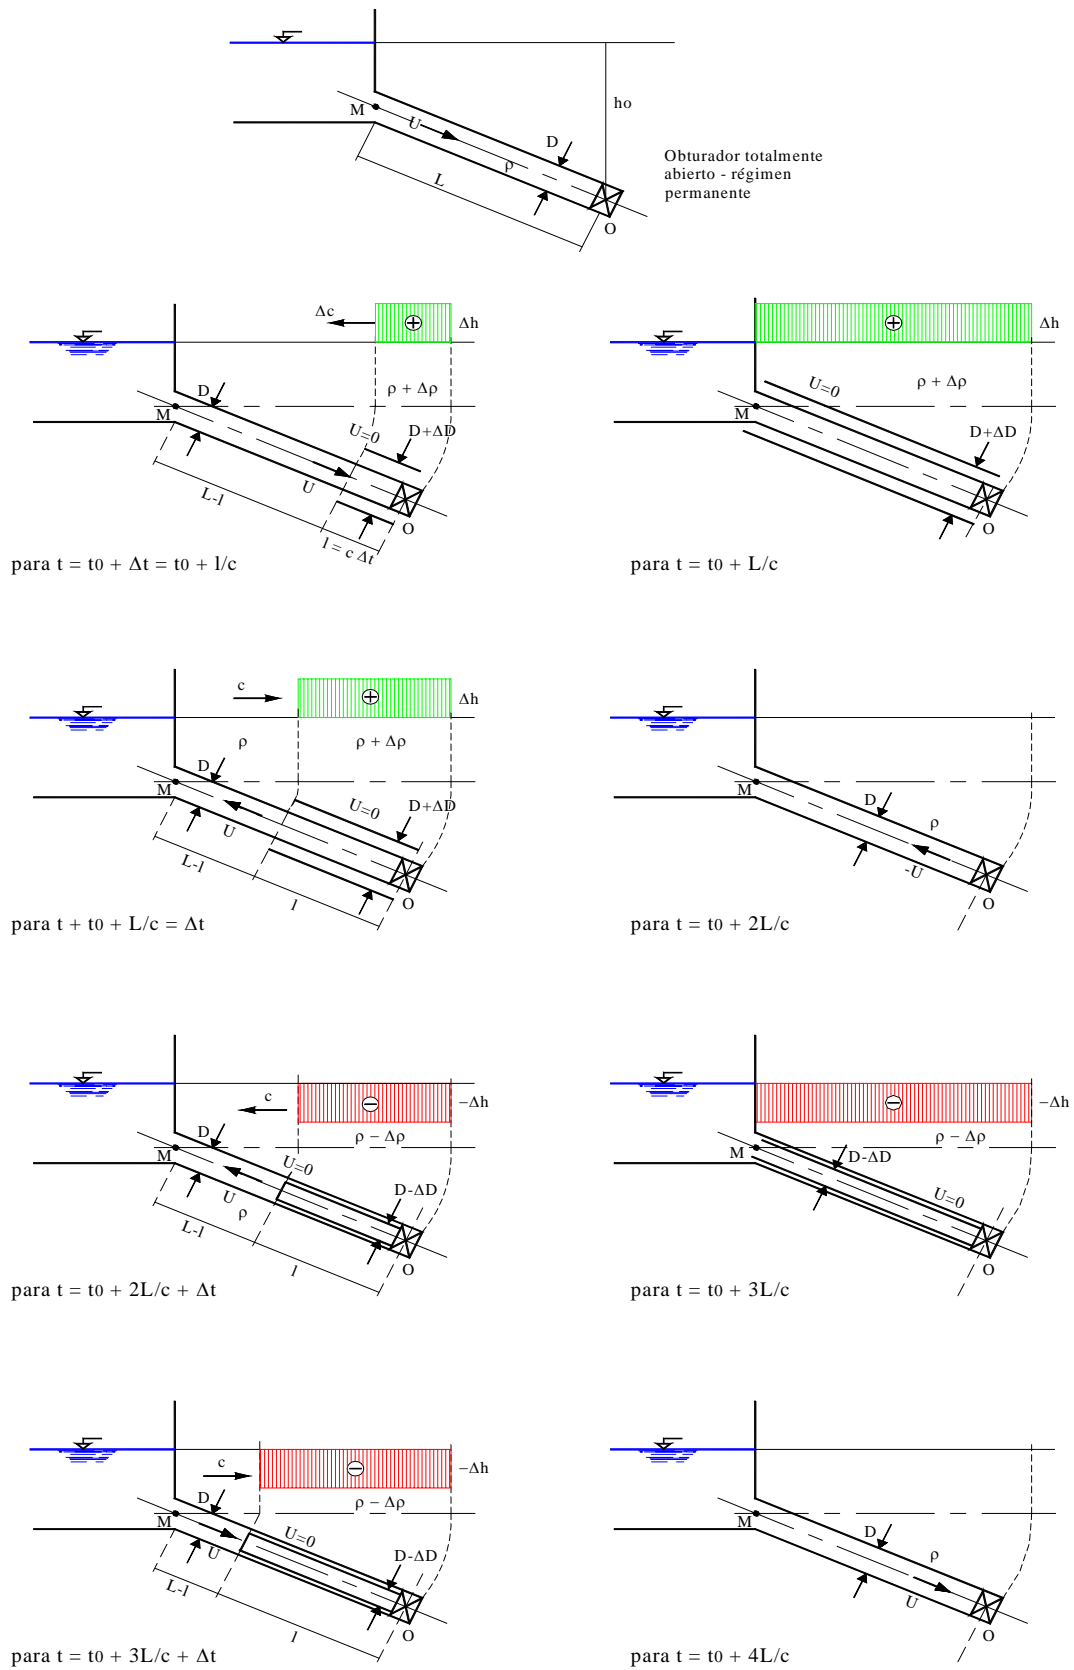 ho
M
U
D
L
ρ
O
Obturador totalmente
abierto - régimen
permanente
Δc
Δh
ρ + Δρ
D
M
U=0
D+ΔD
U
L-l
l = c Δt
O
para t = t0 + Δt = t0 + l/c
Δh
U=0
ρ + Δρ
M
D+ΔD
O
para t = t0 + L/c
c
Δh
ρ
ρ + Δρ
D
M
U=0
D+ΔD
U
L-l
l
O
para t + t0 + L/c = Δt
M
D
ρ
-U
O
para t = t0 + 2L/c
c
−Δh
D
ρ − Δρ
M
U=0
D-ΔD
U
ρ
L-l
l
O
para t = t0 + 2L/c + Δt
−Δh
ρ − Δρ
M
D-ΔD
U=0
O
para t = t0 + 3L/c
c
−Δh
D
ρ − Δρ
M
U=0
U
D-ΔD
L-l
l
O
para t = t0 + 3L/c + Δt
M
D
ρ
U
O
para t = t0 + 4L/c